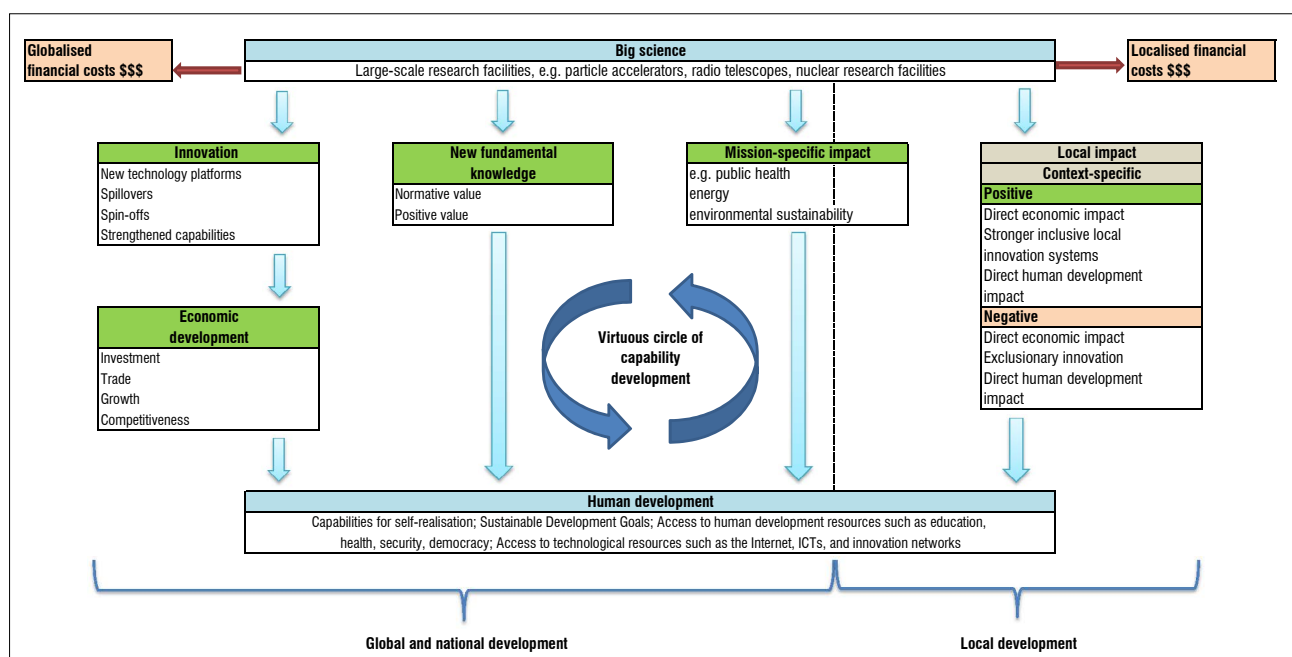 Globalised
financial costs $$$
Big science
Large-scale research facilities, e.g. particle accelerators, radio telescopes, nuclear research facilities
Localised financial
costs $$$
Innovation
New technology platforms
Spillovers
Spin-offs
Strengthened capabilities
New fundamental
knowledge
Normative value
Positive value
Mission-specific impact
e.g. public health
energy
environmental sustainability
Local impact
Context-specific
Positive
Direct economic impact
Stronger inclusive local
innovation systems
Direct human development
impact
Negative
Direct economic impact
Exclusionary innovation
Direct human development
impact
Economic
development
Investment
Trade
Growth
Competitiveness
Virtuous circle of
capability
development
Human development
Capabilities for self-realisation; Sustainable Development Goals; Access to human development resources such as education,
health, security, democracy; Access to technological resources such as the Internet, ICTs, and innovation networks
Global and national development
Local development